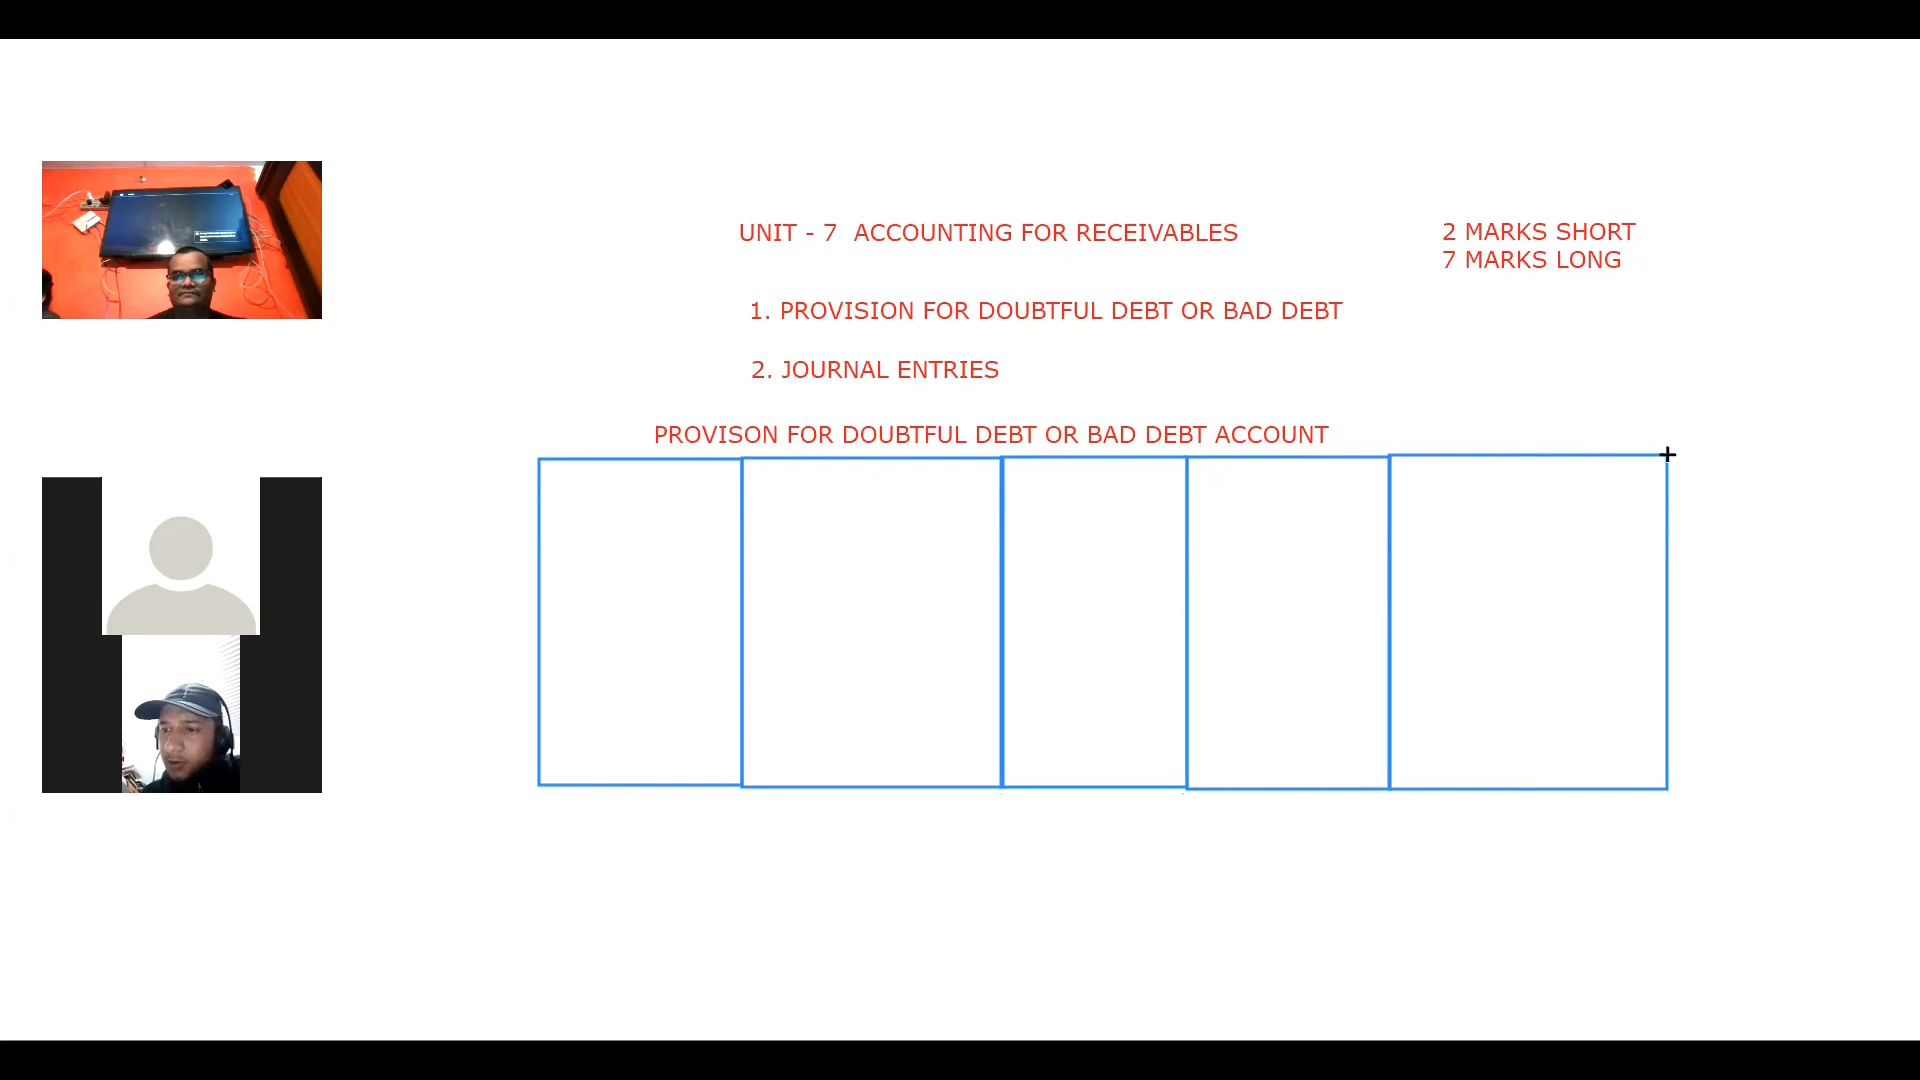 UNIT - 7 ACCOUNTING FOR RECEIVABLES
2 MARKS SHORT
7 MARKS LONG
1. PROVISION FOR DOUBTFUL DEBT OR BAD DEBT
2. JOURNAL ENTRIES
PROVISON FOR DOUBTFUL DEBT OR BAD DEBT ACCOUNT